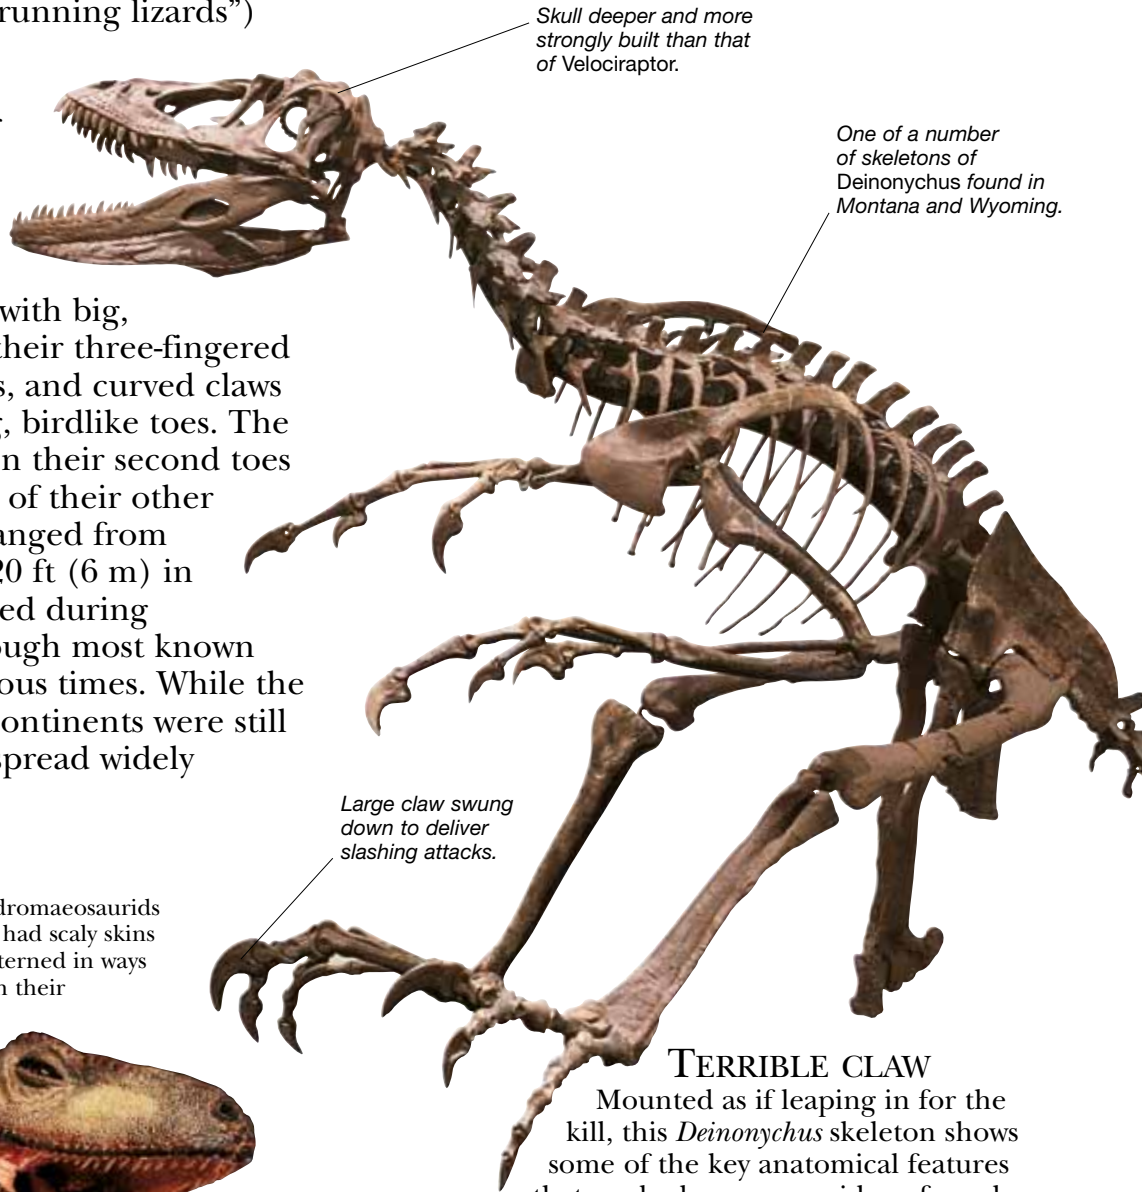 running lizards”)
Skull deeper and more
strongly built than that
of Velociraptor.
One of a number
of skeletons of
Deinonychus found in
Montana and Wyoming.
with big,
their three-fingered
s, and curved claws
g, birdlike toes. The
n their second toes
of their other
anged from
20 ft (6 m) in
ed during
ough most known
ous times. While the
continents were still
spread widely
Large claw swung
down to deliver
slashing attacks.
dromaeosaurids
had scaly skins
terned in ways
n their
TERRIBLE CLAW
Mounted as if leaping in for the
kill, this Deinonychus skeleton shows
some of the key anatomical features